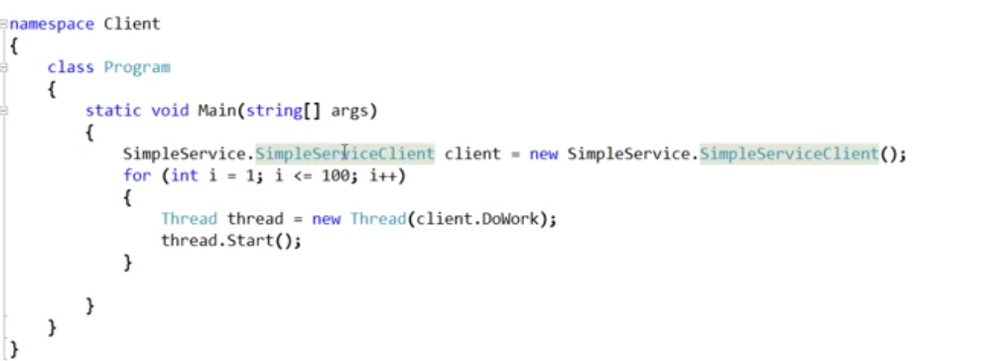 namespace Client
{
class Program
{
static void Main(string[] args)
{
SimpleService.SimpleServiceClient client = new SimpleService.SimpleServiceClient();
for (int i = 1; i <= 100; i++)
{
Thread thread = new Thread(client.DoWork);
thread.Start();
}
}
}
}